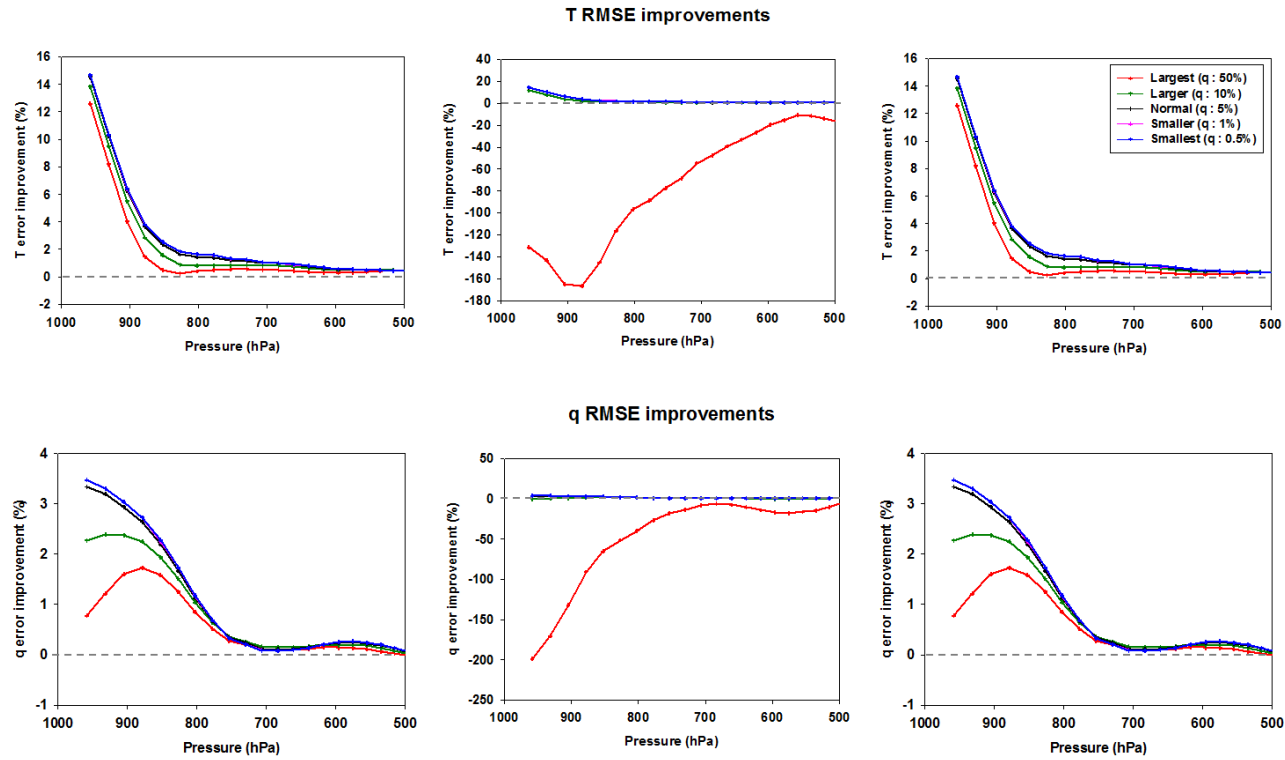 T RMSE improvements
T error improvement (%)
16
14
12
10
8
6
4
2
0
-2
1000 900 800 700 600 500
Pressure (hPa)
T error improvement (%)
40
20
0
-20
-40
-60
-80
-100
-120
-140
-160
-180
1000 900 800 700 600 500
Pressure (hPa)
T error improvement (%)
16
14
12
10
8
6
4
2
0
-2
Largest (q : 50%)
Larger (q : 10%)
Normal (q : 5%)
Smaller (q : 1%)
Smallest (q : 0.5%)
1000 900 800 700 600 500
Pressure (hPa)
q RMSE improvements
q error improvement (%)
4
3
2
1
0
-1
1000 900 800 700 600 500
Pressure (hPa)
q error improvement (%)
50
0
-50
-100
-150
-200
-250
1000 900 800 700 600 500
Pressure (hPa)
q error improvement (%)
4
3
2
1
0
-1
1000 900 800 700 600 500
Pressure (hPa)